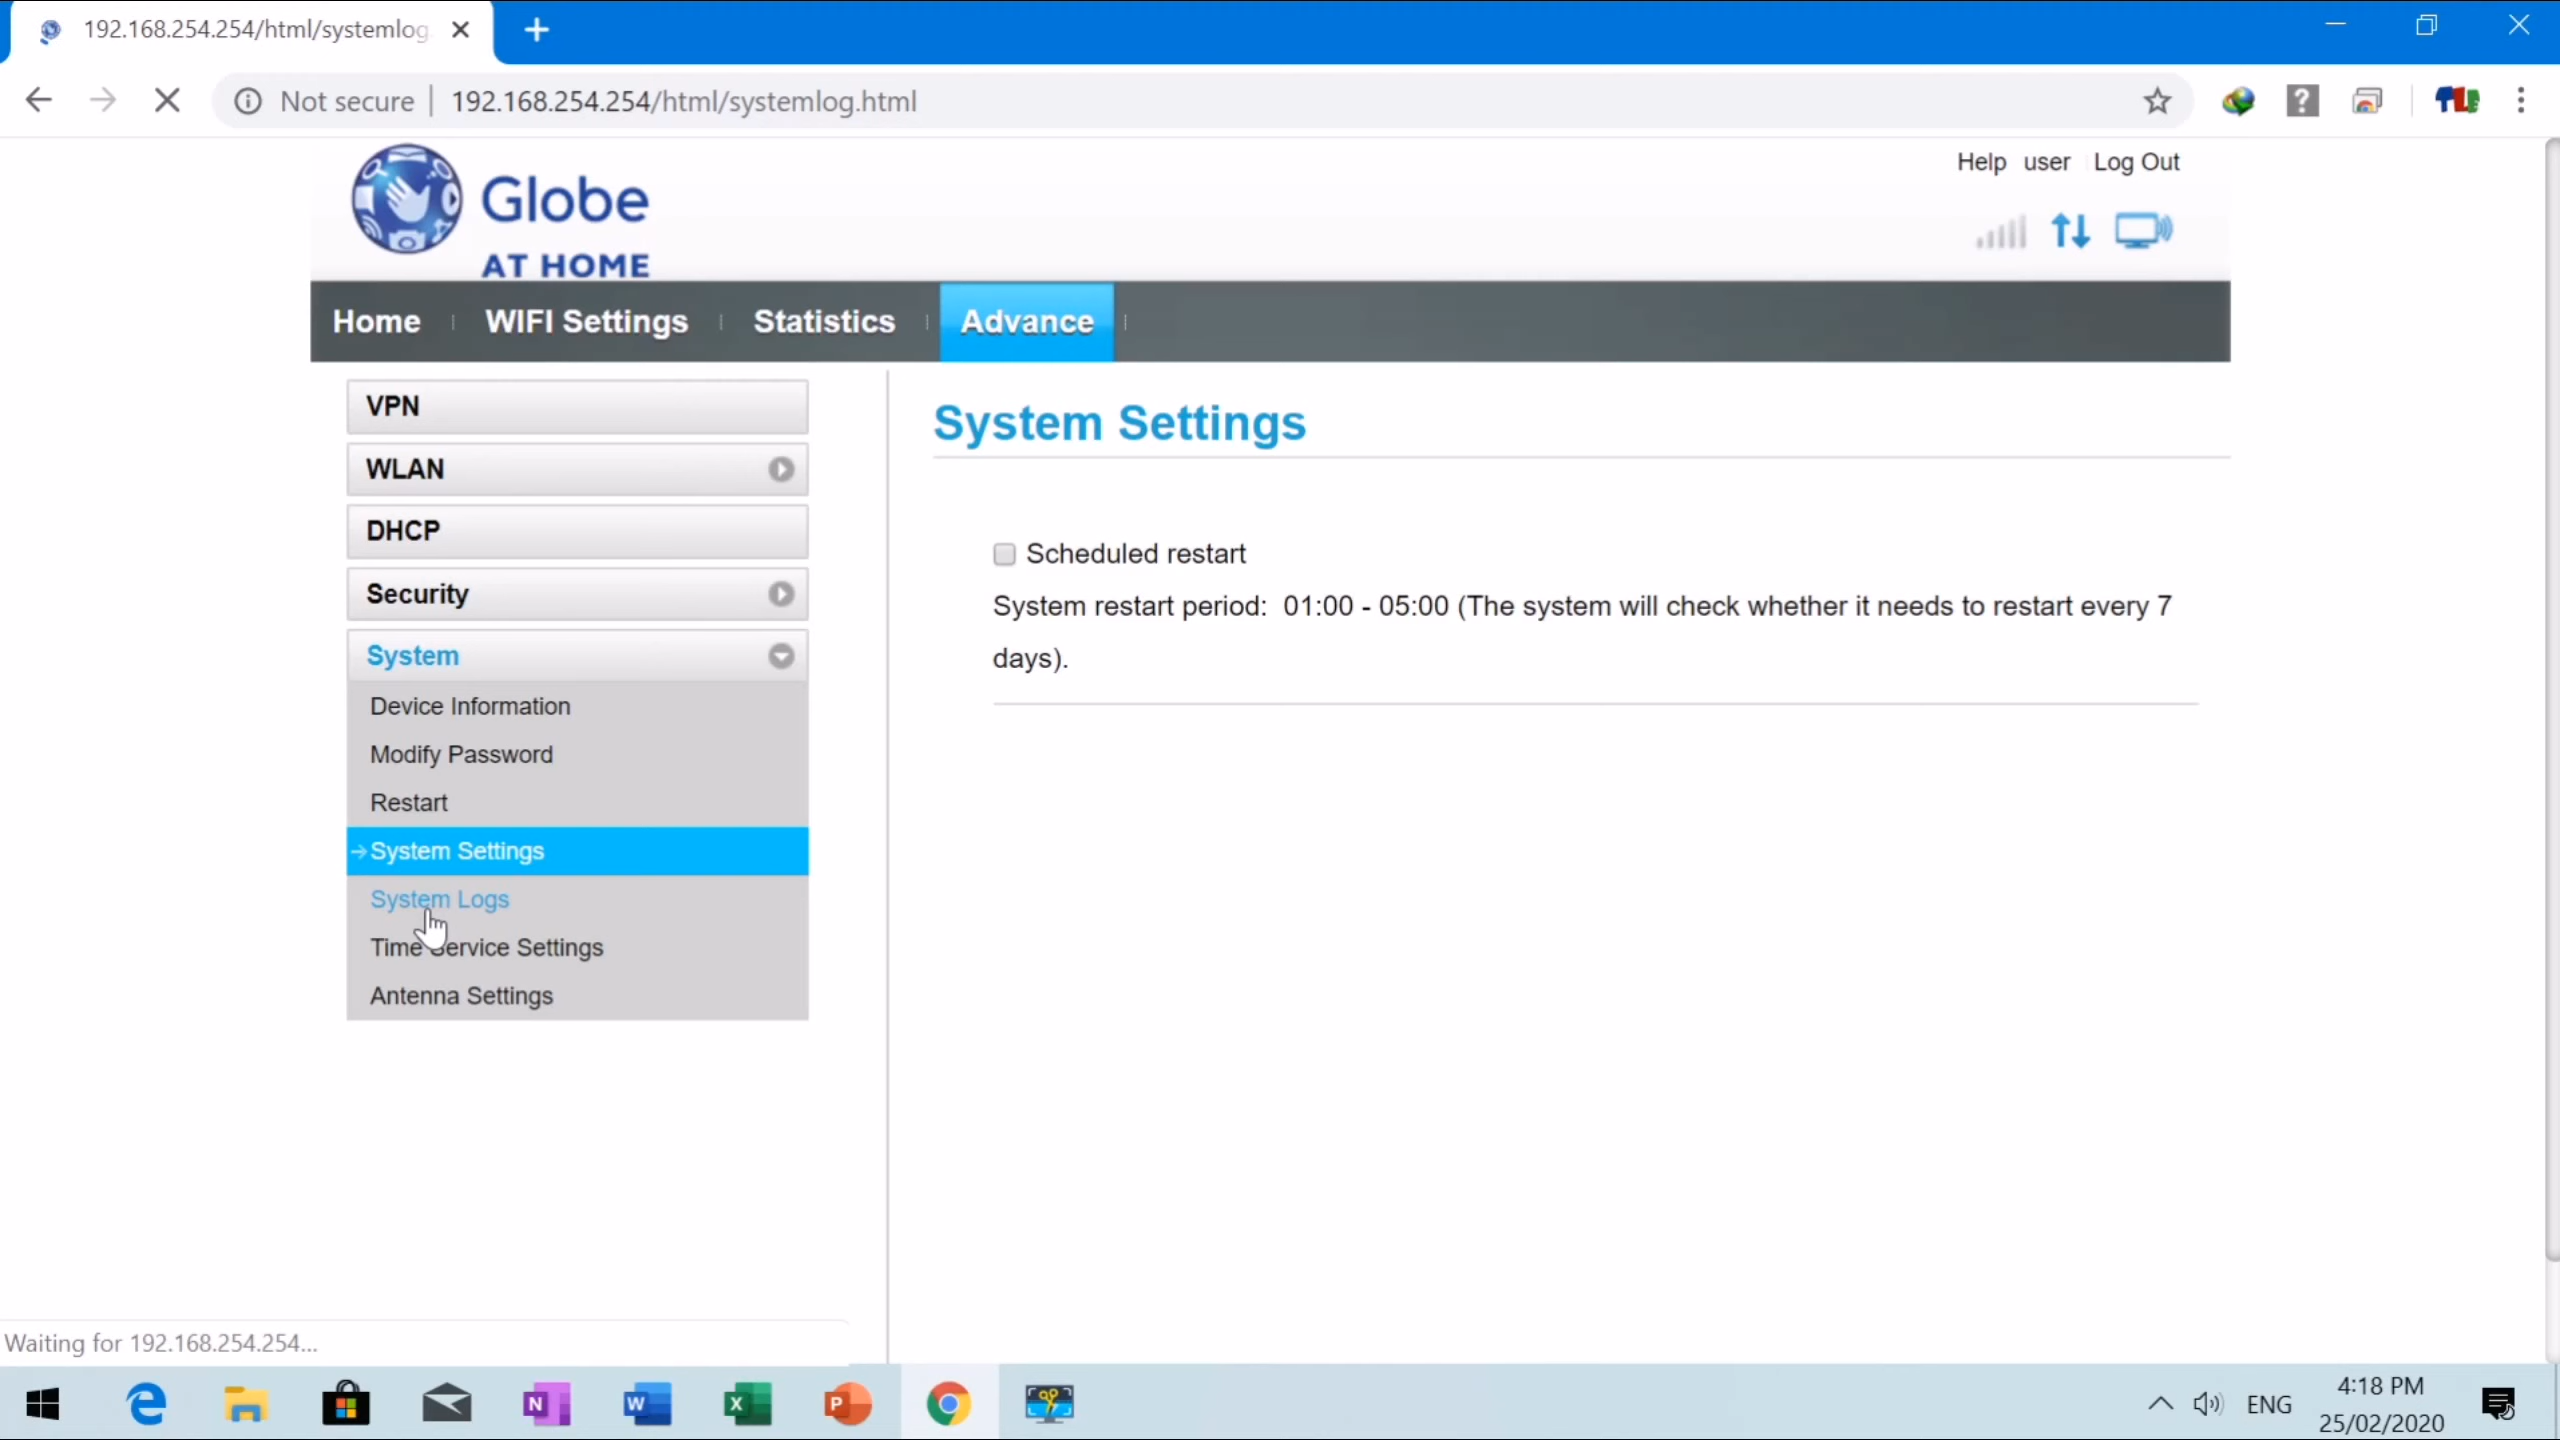 192.168.254.254/html/systemlog
Not secure
192.168.254.254/html/systemlog.html
Help user Log Out
Globe
AT HOME
Home WIFI Settings Statistics Advance
VPN
WLAN
DHCP
Security
System
Device Information
Modify Password
Restart
System Settings
System Logs
Time Service Settings
Antenna Settings
System Settings
Scheduled restart
System restart period: 01:00 - 05:00 (The system will check whether it needs to restart every 7
days).
Waiting for 192.168.254.254...
ENG
4:18 PM
25/02/2020